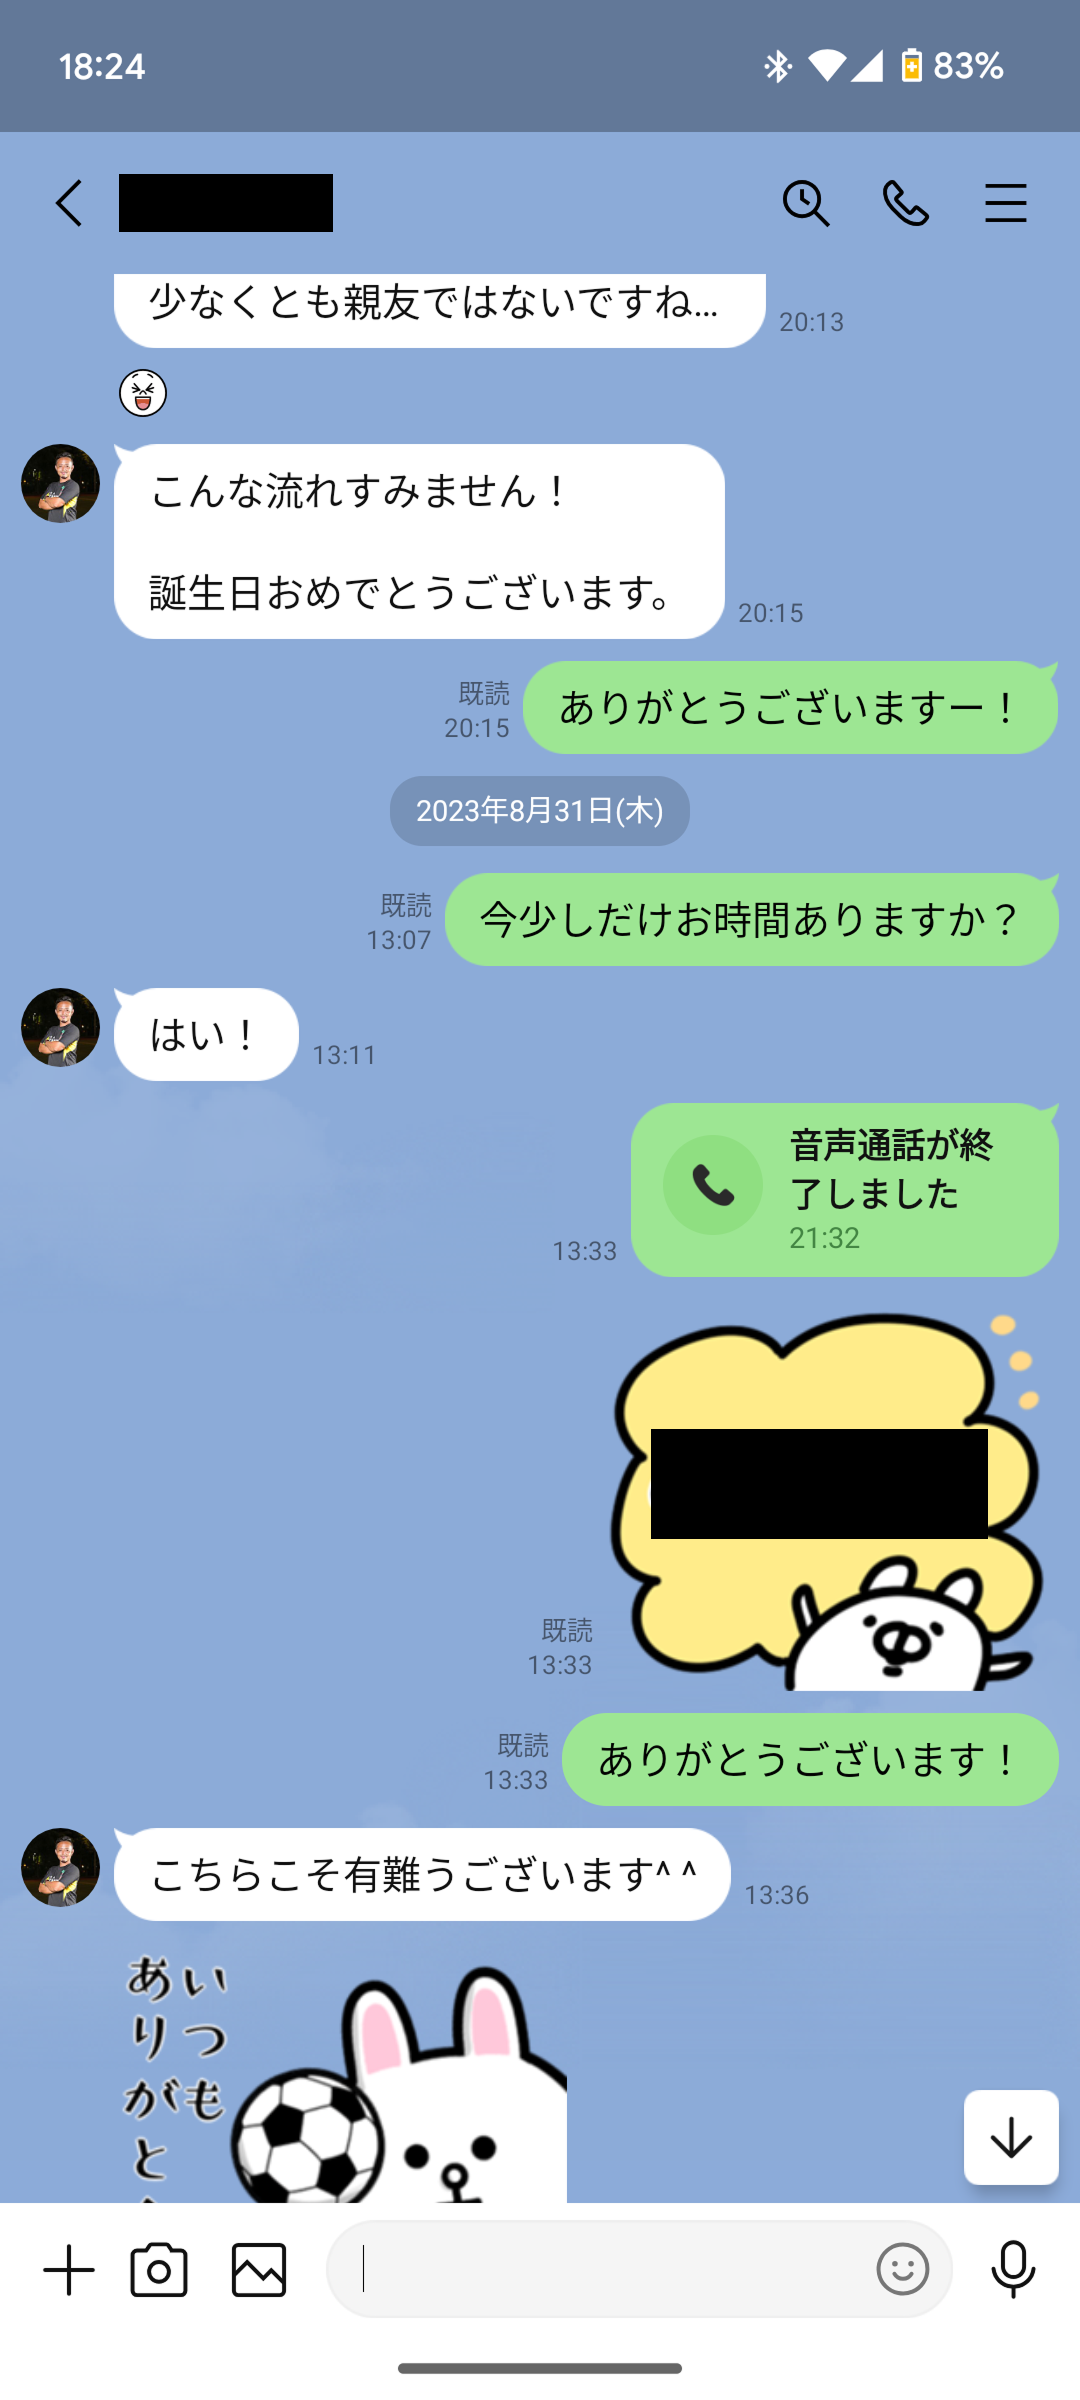 18:24
83%
少なくとも親友ではないですね...
20:13
こんな流れすみません！
誕生日おめでとうございます。
20:15
既読
20:15
ありがとうございますー！
2023年8月31日(木)
既読
13:07
今少しだけお時間ありますか？
はい！
13:11
音声通話が終
了しました
21:32
13:33
既読
13:33
既読
13:33
ありがとうございます！
こちらこそ有難うございます^ ^
13:36
いつも
ありがと